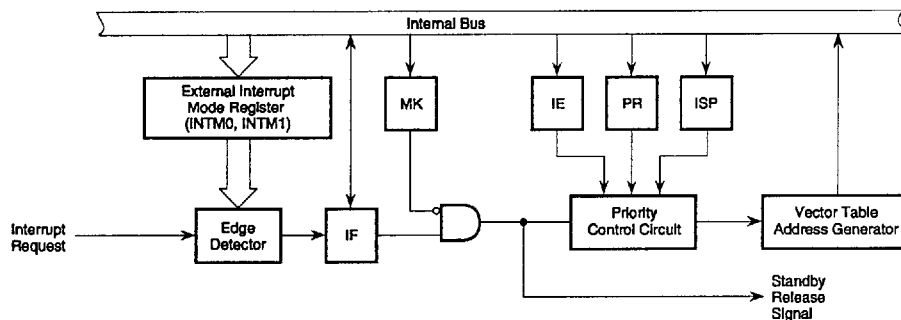 Internal Bus
External Interrupt
Mode Register
(INTM0, INTM1)
MK
IE
PR
ISP
Interrupt
Request
Edge
Detector
IF
Priority
Control Circuit
Vector Table
Address Generator
Standby
Release
Signal